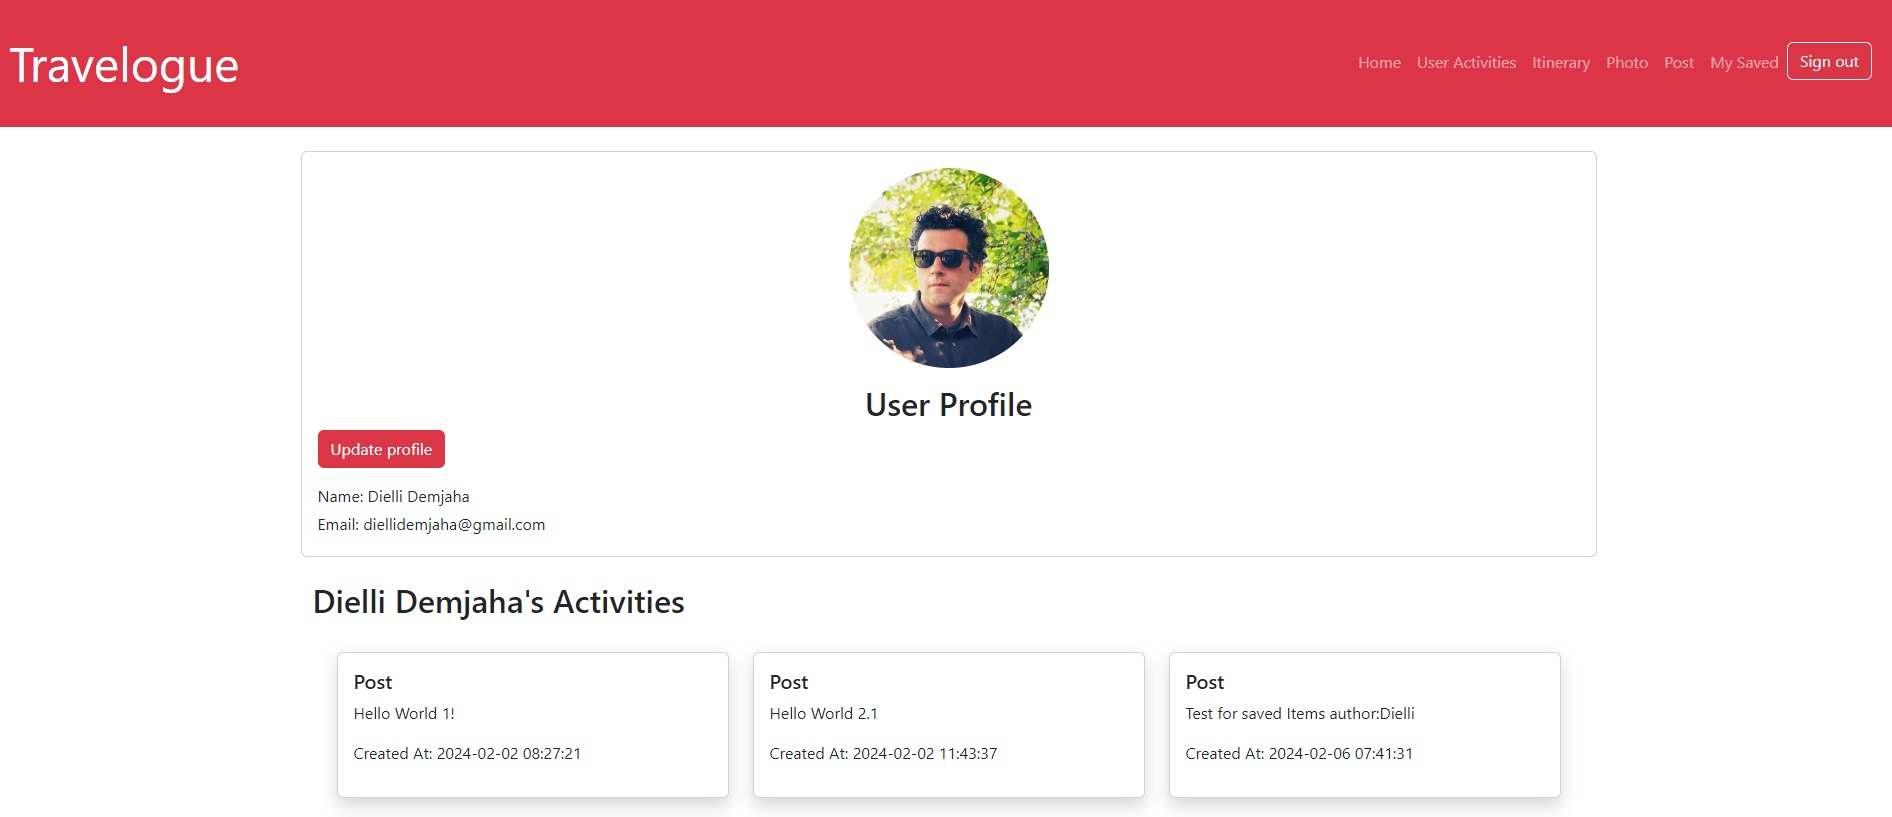 Travelogue
Home User Activities Itinerary Photo Post My Saved Sign out
User Profile
Update profile
Name: Dielli Demjaha
Email: diellidemjaha@gmail.com
Dielli Demjaha's Activities
Post
Hello World 1!
Created At: 2024-02-02 08:27:21
Post
Hello World 2.1
Created At: 2024-02-02 11:43:37
Post
Test for saved Items author:Dielli
Created At: 2024-02-06 07:41:31